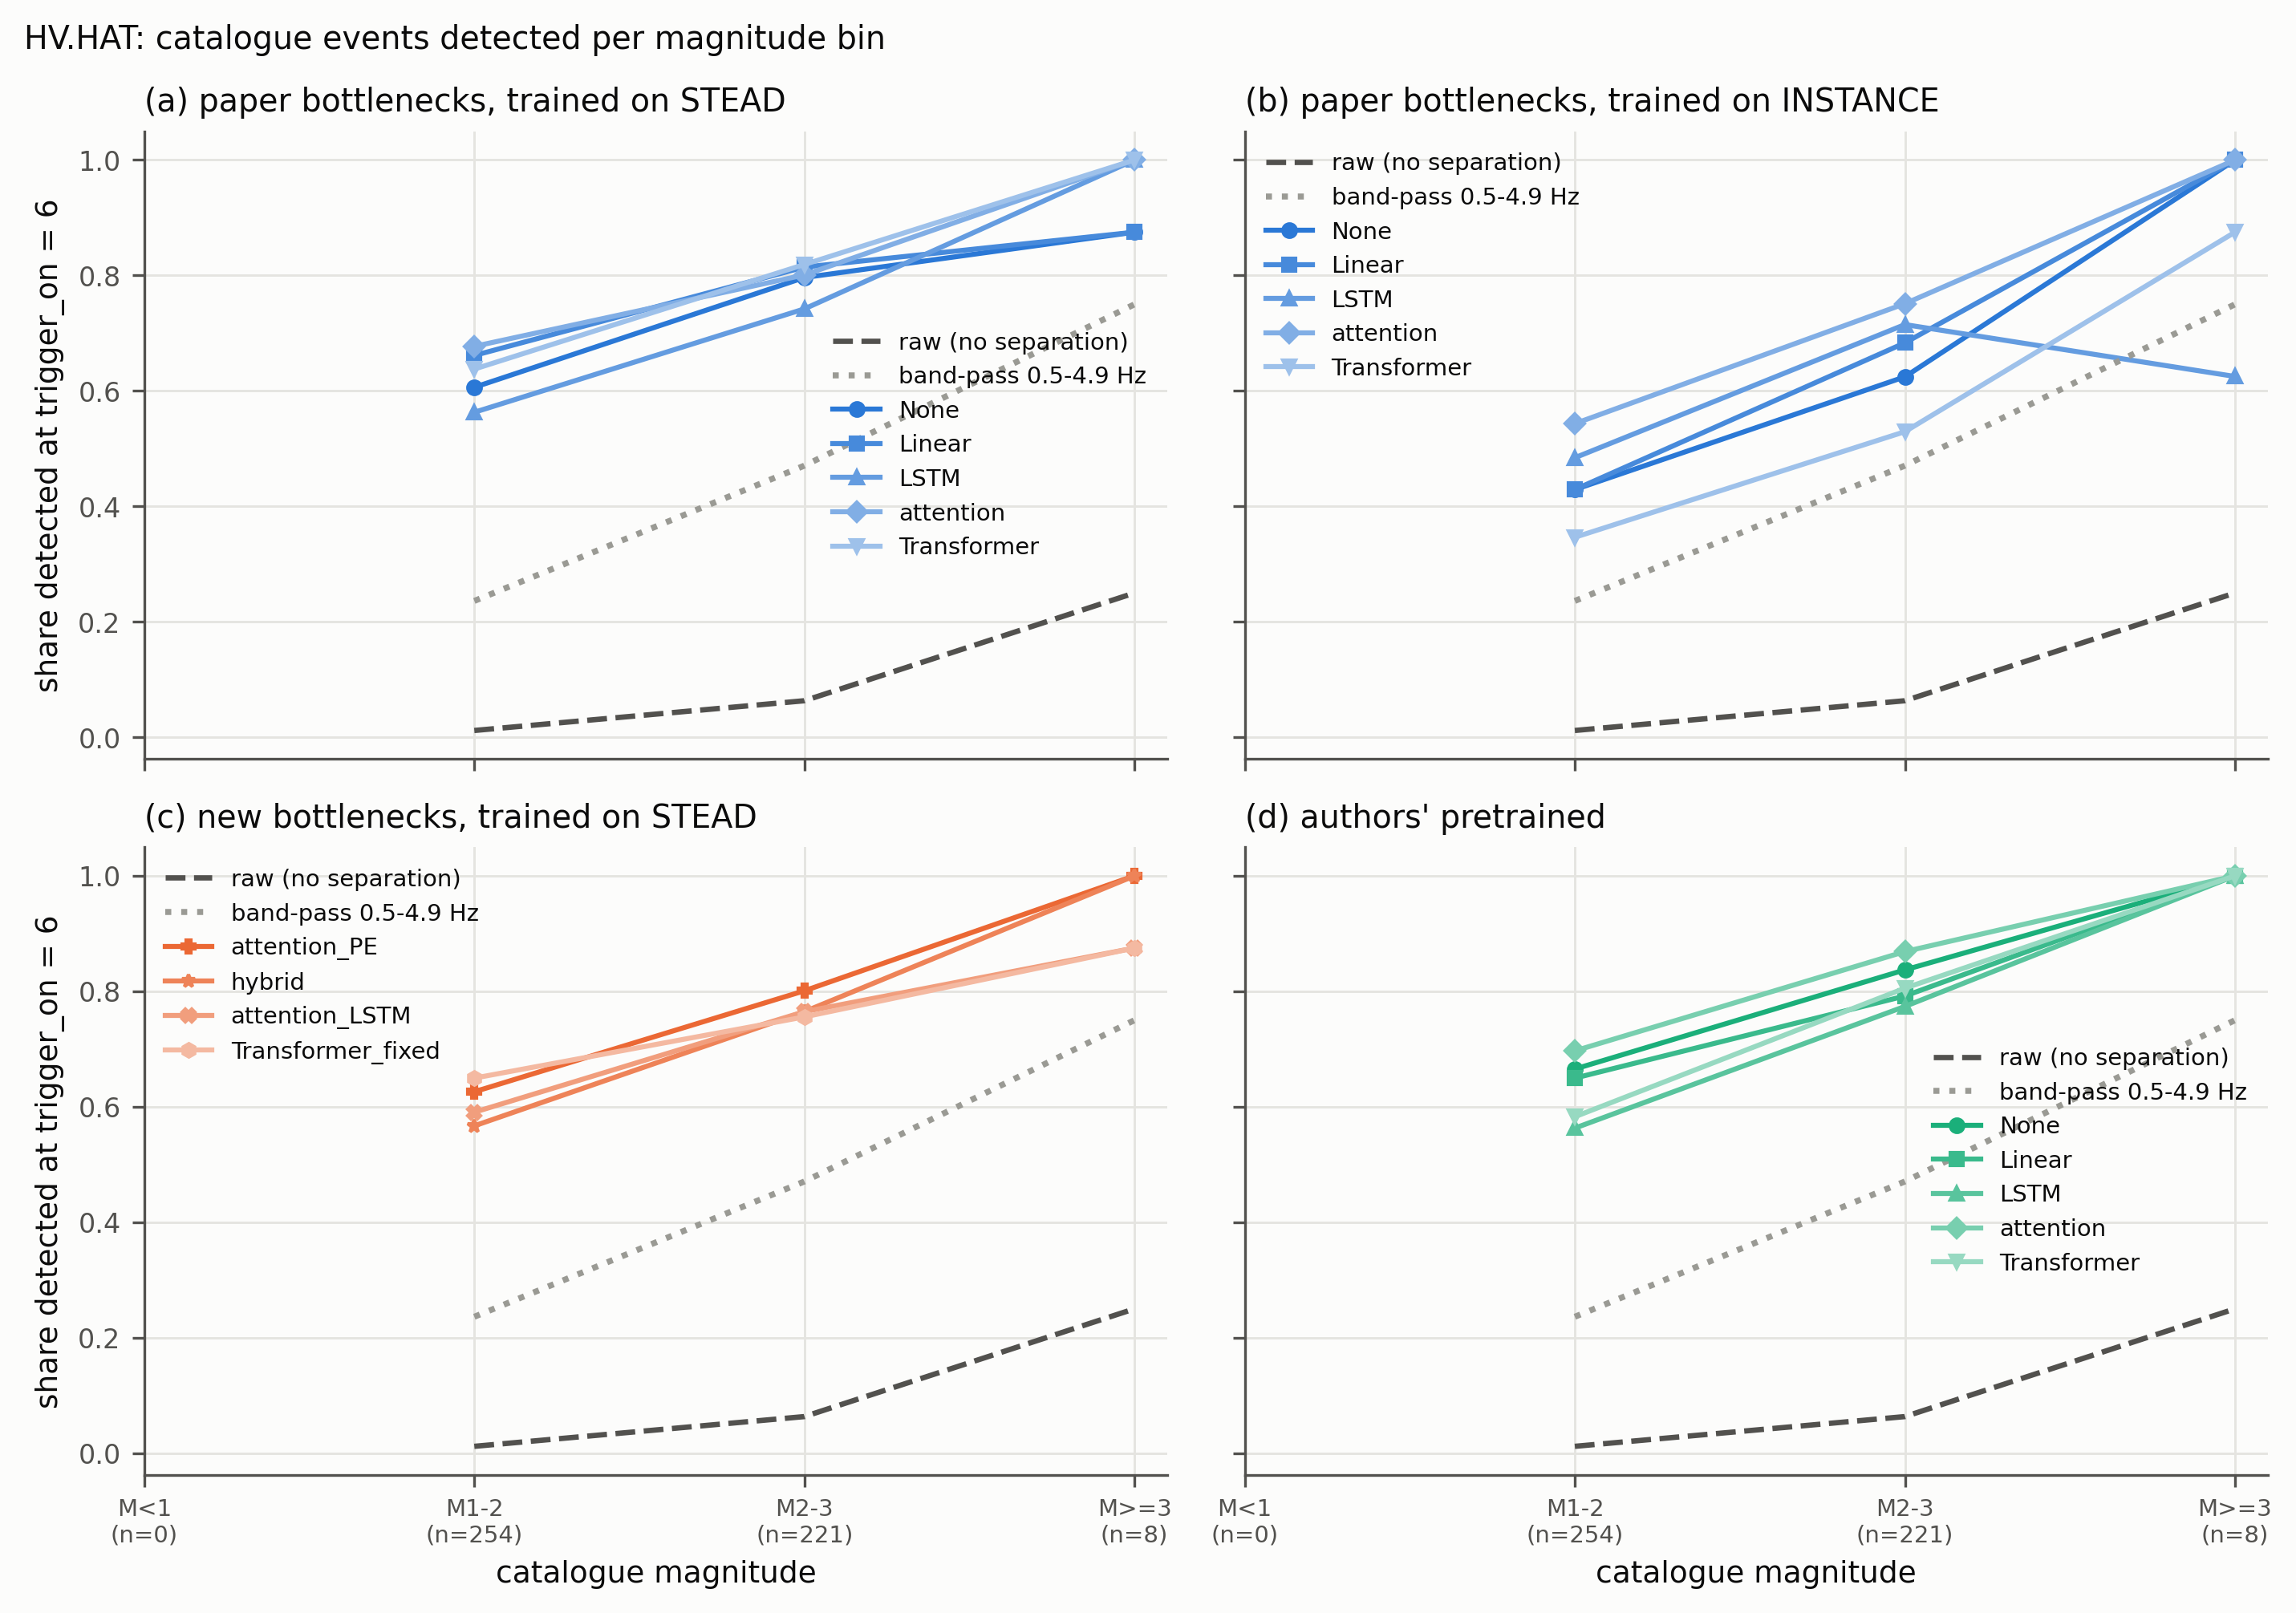 HV.HAT: catalogue events detected per magnitude bin
(a) paper bottlenecks, trained on STEAD
share detected at trigger_on = 6
1.0
0.8
0.6
0.4
0.2
0.0
raw (no separation)
band-pass 0.5-4.9 Hz
None
Linear
LSTM
attention
Transformer
(b) paper bottlenecks, trained on INSTANCE
raw (no separation)
band-pass 0.5-4.9 Hz
None
Linear
LSTM
attention
Transformer
(c) new bottlenecks, trained on STEAD
share detected at trigger_on = 6
1.0
0.8
0.6
0.4
0.2
0.0
raw (no separation)
band-pass 0.5-4.9 Hz
attention_PE
hybrid
attention_LSTM
Transformer_fixed
M<1
(n=0)
M1-2
(n=254)
M2-3
(n=221)
M>=3
(n=8)
catalogue magnitude
(d) authors' pretrained
raw (no separation)
band-pass 0.5-4.9 Hz
None
Linear
LSTM
attention
Transformer
M<1
(n=0)
M1-2
(n=254)
M2-3
(n=221)
M>=3
(n=8)
catalogue magnitude